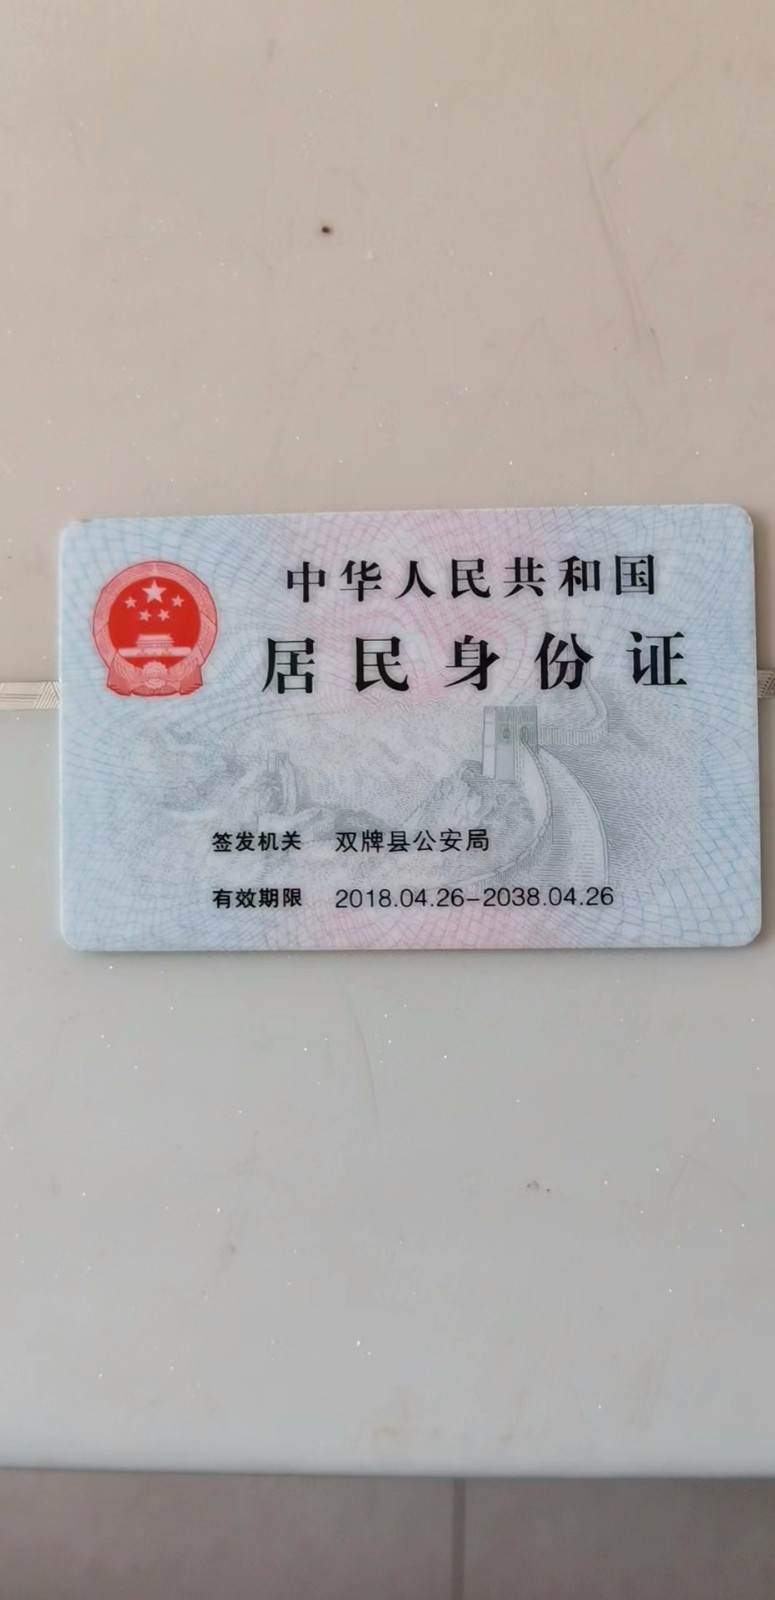 中华人民共和国
居民身份证
签发机关 双牌县公安局
有效期限 2018.04.26-2038.04.26